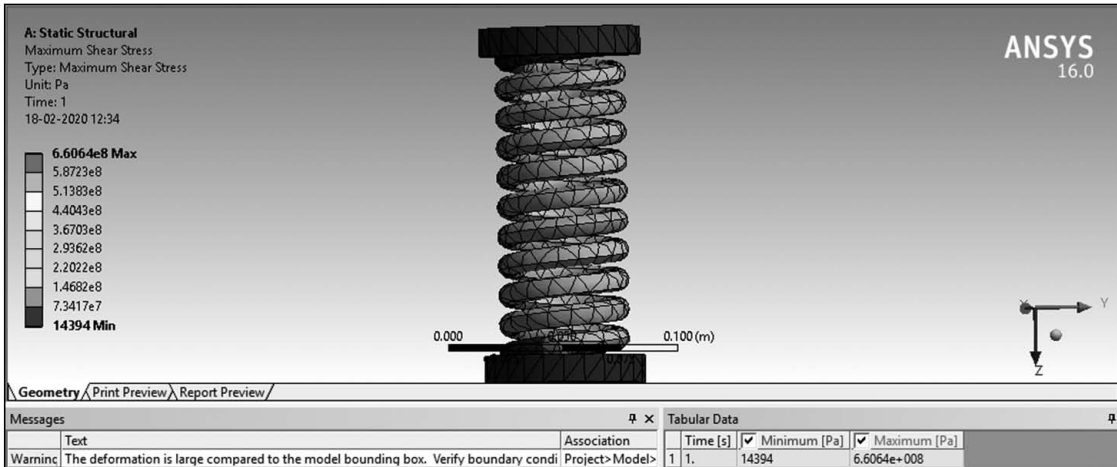 A: Static Structural
Maximum Shear Stress
Type: Maximum Shear Stress
Unit: Pa
Time: 1
18-02-2020 12:34
ANSYS
16.0
6.6064e8 Max
5.8723e8
5.1383e8
4.4043e8
3.6703e8
2.9362e8
2.2022e8
1.4682e8
7.3417e7
14394 Min
0.000 0.100 (m)
Y
Z
Geometry Print Preview Report Preview
Messages
Text Association
Warning The deformation is large compared to the model bounding box. Verify boundary condi Project>Model>
Tabular Data
Time [s] Minimum [Pa] Maximum [Pa]
1 1. 14394 6.6064e+008